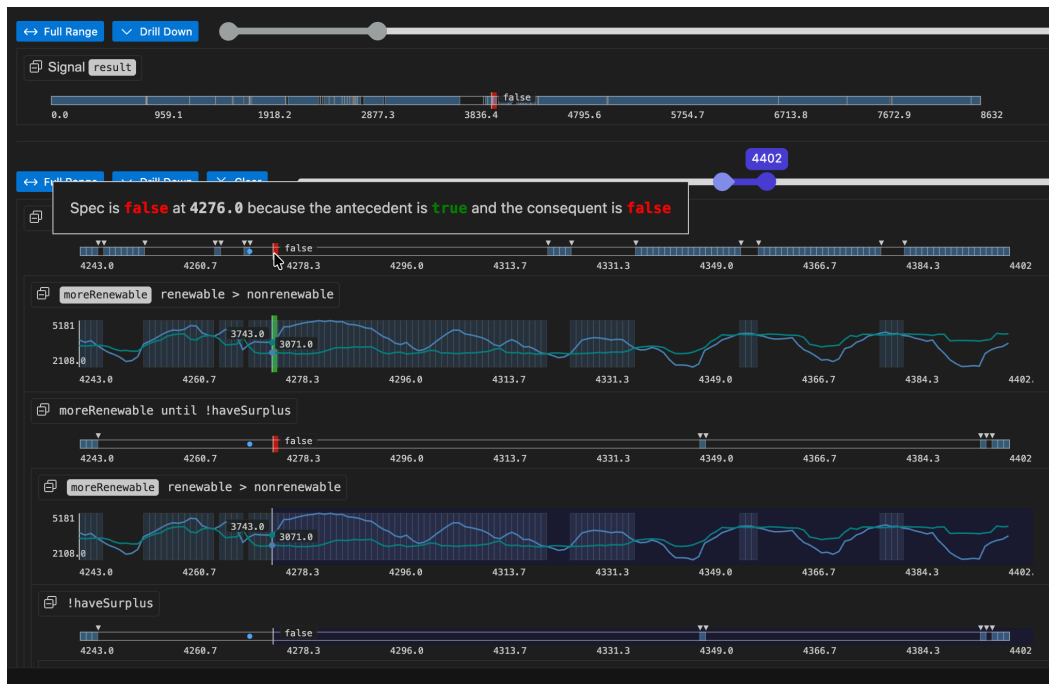 Full Range Drill Down
Signal result
false
0.0 959.1 1918.2 2877.3 3836.4 4795.6 5754.7 6713.8 7672.9 8632
4402
Spec is false at 4276.0 because the antecedent is true and the consequent is false
false
4243.0 4260.7 4278.3 4296.0 4313.7 4331.3 4349.0 4366.7 4384.3 4402
moreRenewable renewable > nonrenewable
5181
3743.0
3071.0
2108.0
4243.0 4260.7 4278.3 4296.0 4313.7 4331.3 4349.0 4366.7 4384.3 4402.
moreRenewable until !haveSurplus
false
4243.0 4260.7 4278.3 4296.0 4313.7 4331.3 4349.0 4366.7 4384.3 4402
moreRenewable renewable > nonrenewable
5181
3743.0
3071.0
2108.0
4243.0 4260.7 4278.3 4296.0 4313.7 4331.3 4349.0 4366.7 4384.3 4402.
!haveSurplus
false
4243.0 4260.7 4278.3 4296.0 4313.7 4331.3 4349.0 4366.7 4384.3 4402